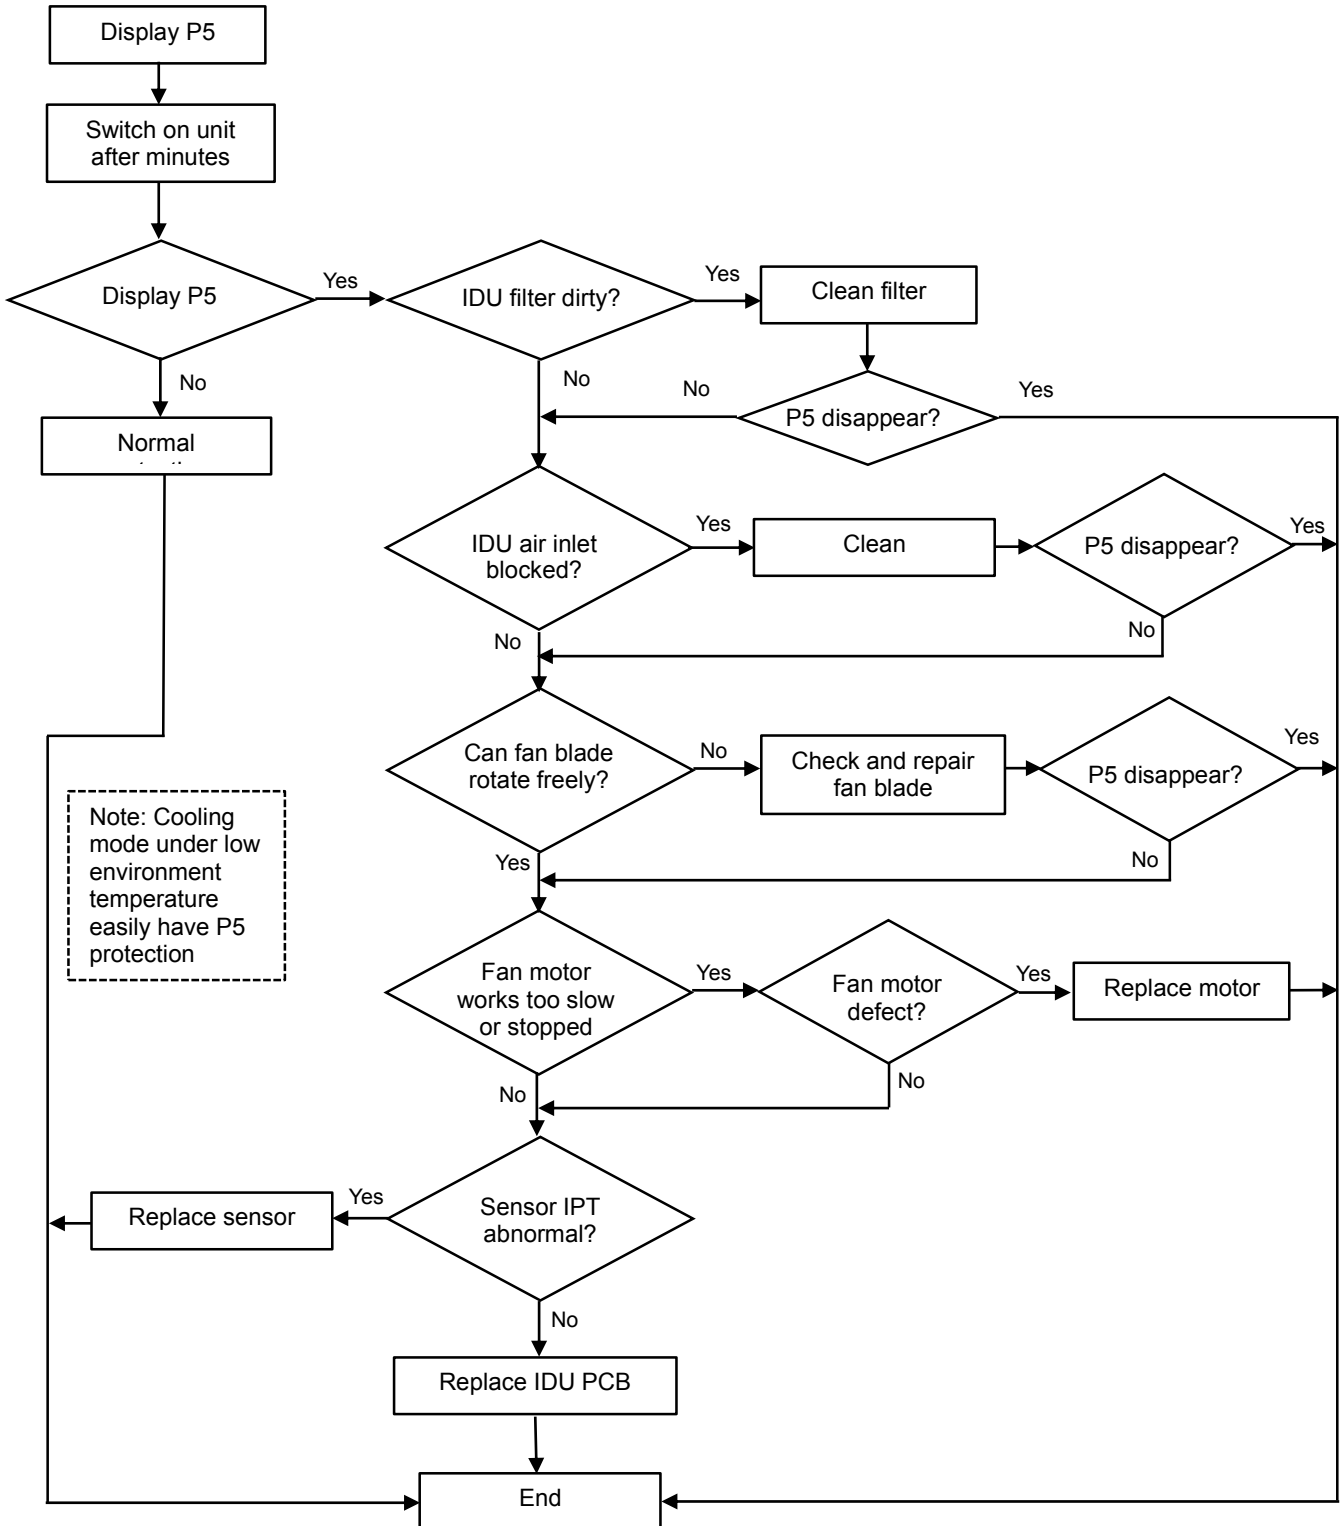 Display P5
Switch on unit
after minutes
Display P5
Yes
IDU filter dirty?
Yes
Clean filter
No
No
No
P5 disappear?
Yes
Normal
IDU air inlet
blocked?
Yes
Clean
P5 disappear?
Yes
No
No
Can fan blade
rotate freely?
No
Check and repair
fan blade
P5 disappear?
Yes
Yes
No
Note: Cooling
mode under low
environment
temperature
easily have P5
protection
Fan motor
works too slow
or stopped
Yes
Fan motor
defect?
Yes
Replace motor
No
No
Replace sensor
Yes
Sensor IPT
abnormal?
No
Replace IDU PCB
End